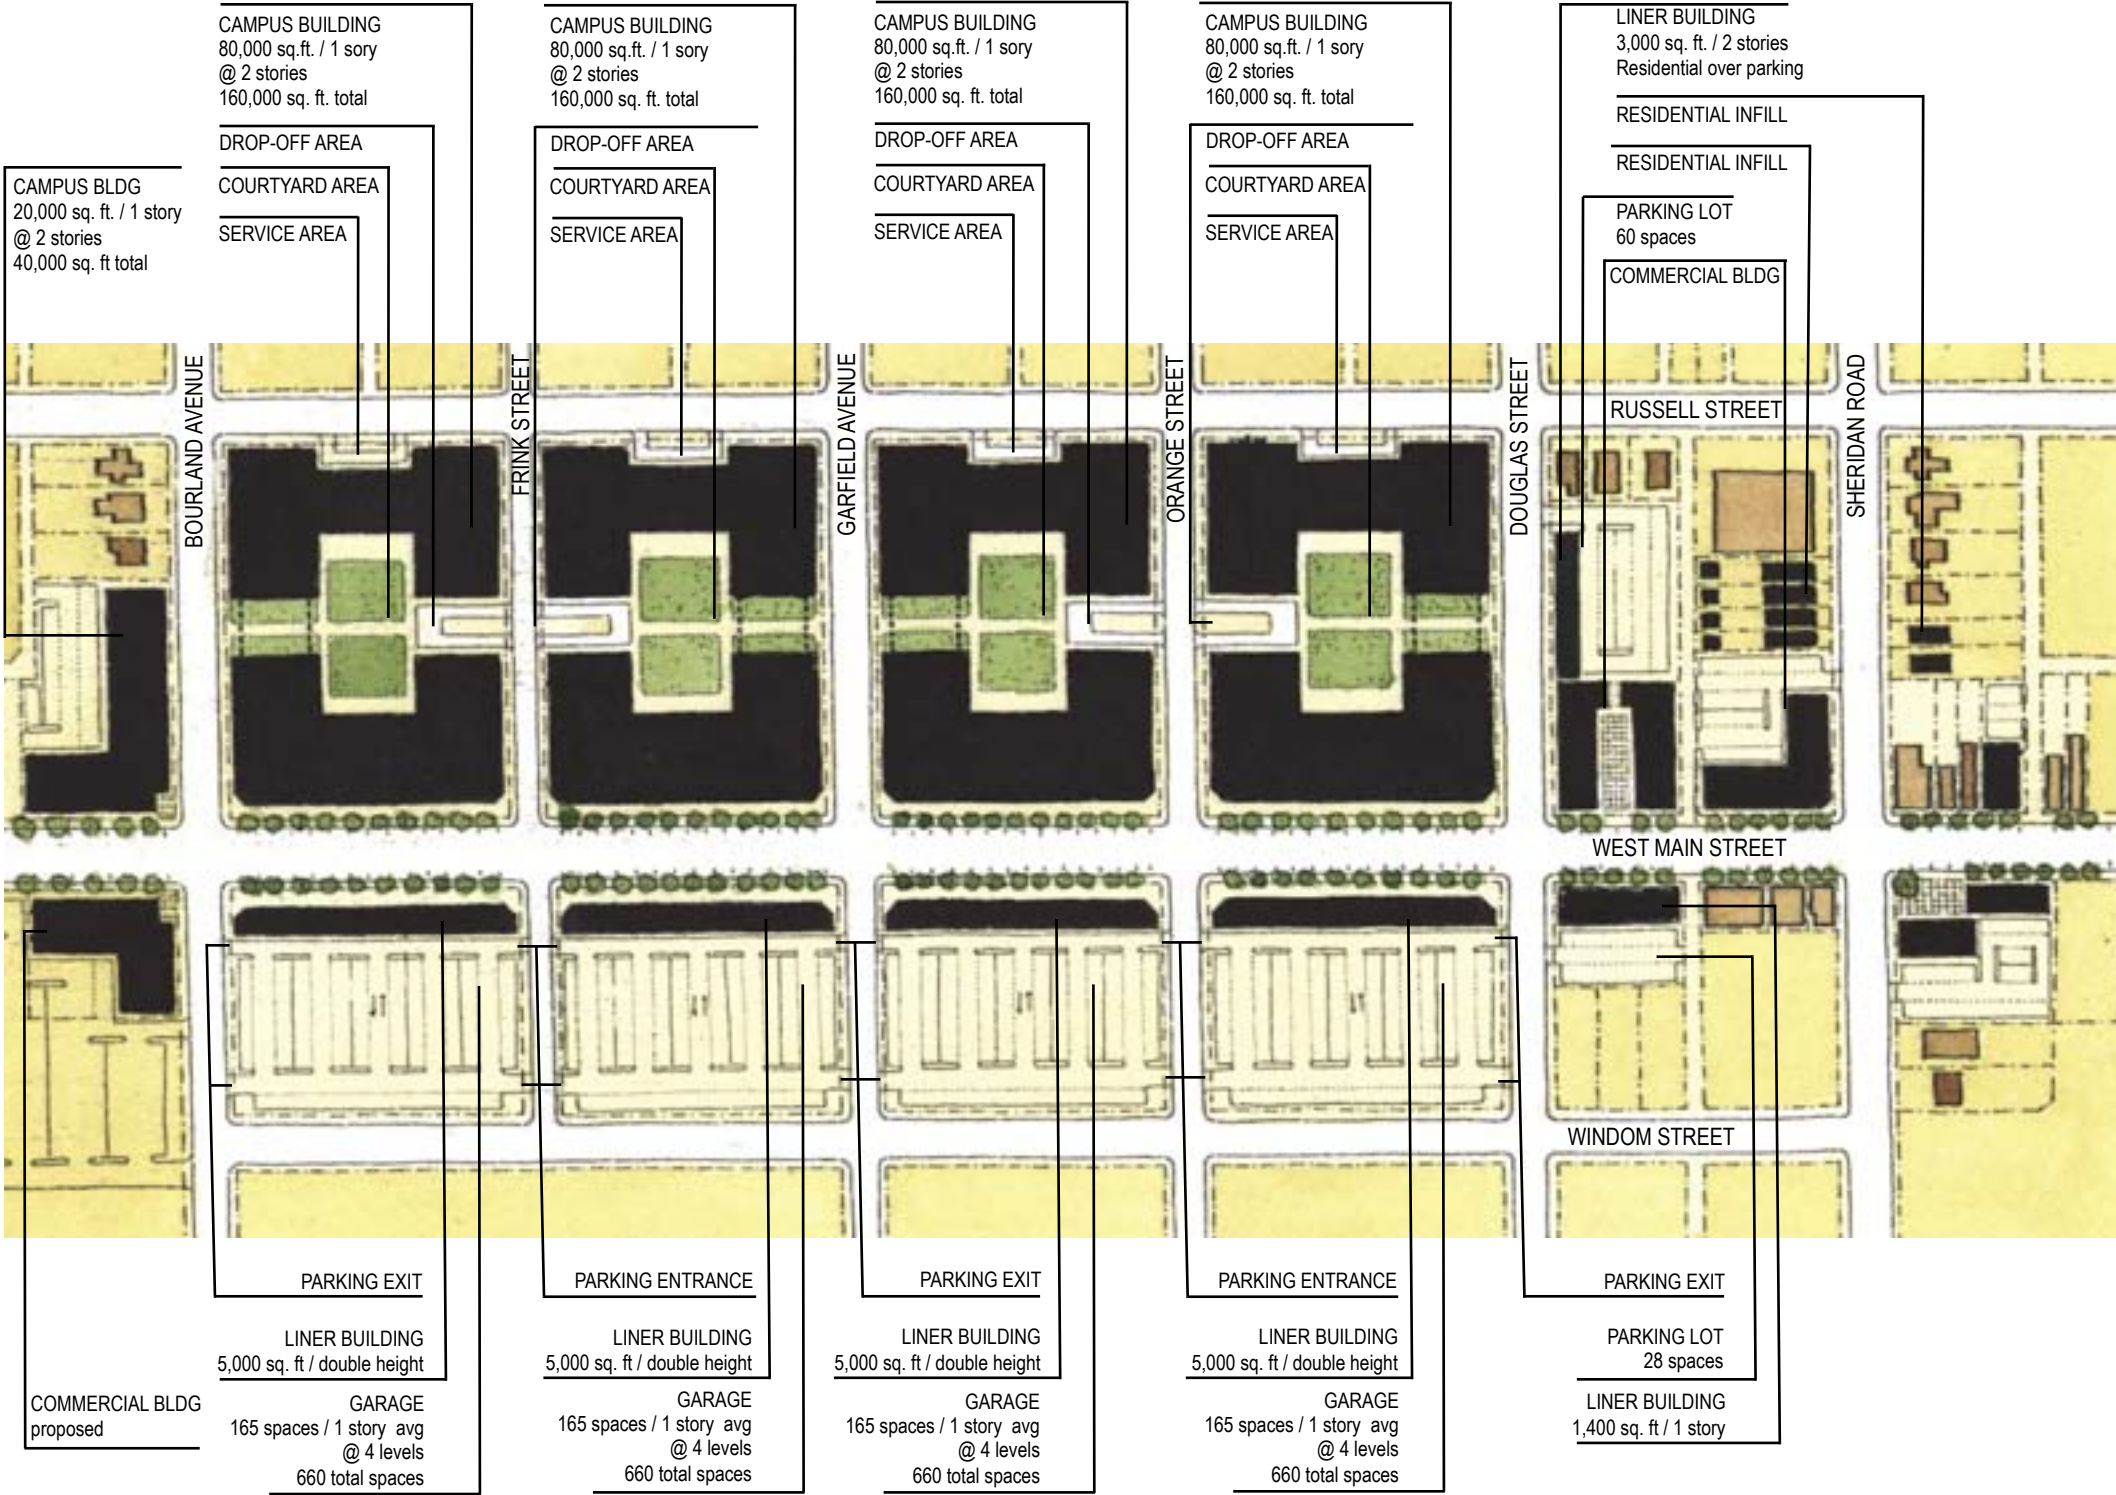 CAMPUS BLDG
20,000 sq. ft. / 1 story
@ 2 stories
40,000 sq. ft total
CAMPUS BUILDING
80,000 sq.ft. / 1 sory
@ 2 stories
160,000 sq. ft. total
DROP-OFF AREA
COURTYARD AREA
SERVICE AREA
CAMPUS BUILDING
80,000 sq.ft. / 1 sory
@ 2 stories
160,000 sq. ft. total
DROP-OFF AREA
COURTYARD AREA
SERVICE AREA
CAMPUS BUILDING
80,000 sq.ft. / 1 sory
@ 2 stories
160,000 sq. ft. total
DROP-OFF AREA
COURTYARD AREA
SERVICE AREA
CAMPUS BUILDING
80,000 sq.ft. / 1 sory
@ 2 stories
160,000 sq. ft. total
DROP-OFF AREA
COURTYARD AREA
SERVICE AREA
LINER BUILDING
3,000 sq. ft. / 2 stories
Residential over parking
RESIDENTIAL INFILL
RESIDENTIAL INFILL
PARKING LOT
60 spaces
COMMERCIAL BLDG
BOURLAND AVENUE
FRINK STREET
GARFIELD AVENUE
ORANGE STREET
DOUGLAS STREET
RUSSELL STREET
SHERIDAN ROAD
WEST MAIN STREET
WINDOM STREET
COMMERCIAL BLDG
proposed
PARKING EXIT
LINER BUILDING
5,000 sq. ft / double height
GARAGE
165 spaces / 1 story avg
@ 4 levels
660 total spaces
PARKING ENTRANCE
LINER BUILDING
5,000 sq. ft / double height
GARAGE
165 spaces / 1 story avg
@ 4 levels
660 total spaces
PARKING EXIT
LINER BUILDING
5,000 sq. ft / double height
GARAGE
165 spaces / 1 story avg
@ 4 levels
660 total spaces
PARKING ENTRANCE
LINER BUILDING
5,000 sq. ft / double height
GARAGE
165 spaces / 1 story avg
@ 4 levels
660 total spaces
PARKING EXIT
PARKING LOT
28 spaces
LINER BUILDING
1,400 sq. ft / 1 story